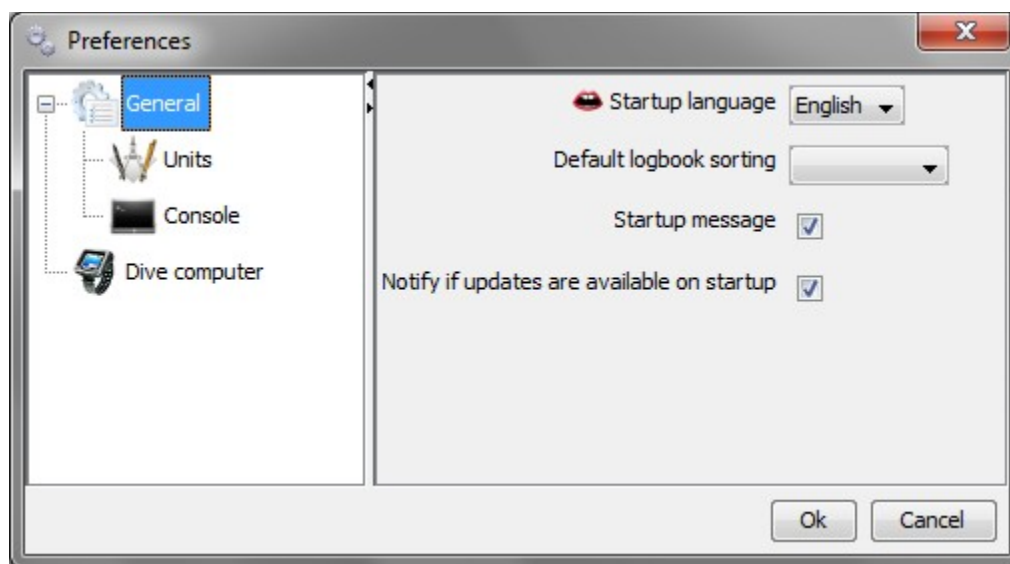 Preferences
General
Units
Console
Dive computer
Startup language English
Default logbook sorting
Startup message
Notify if updates are available on startup
Ok Cancel